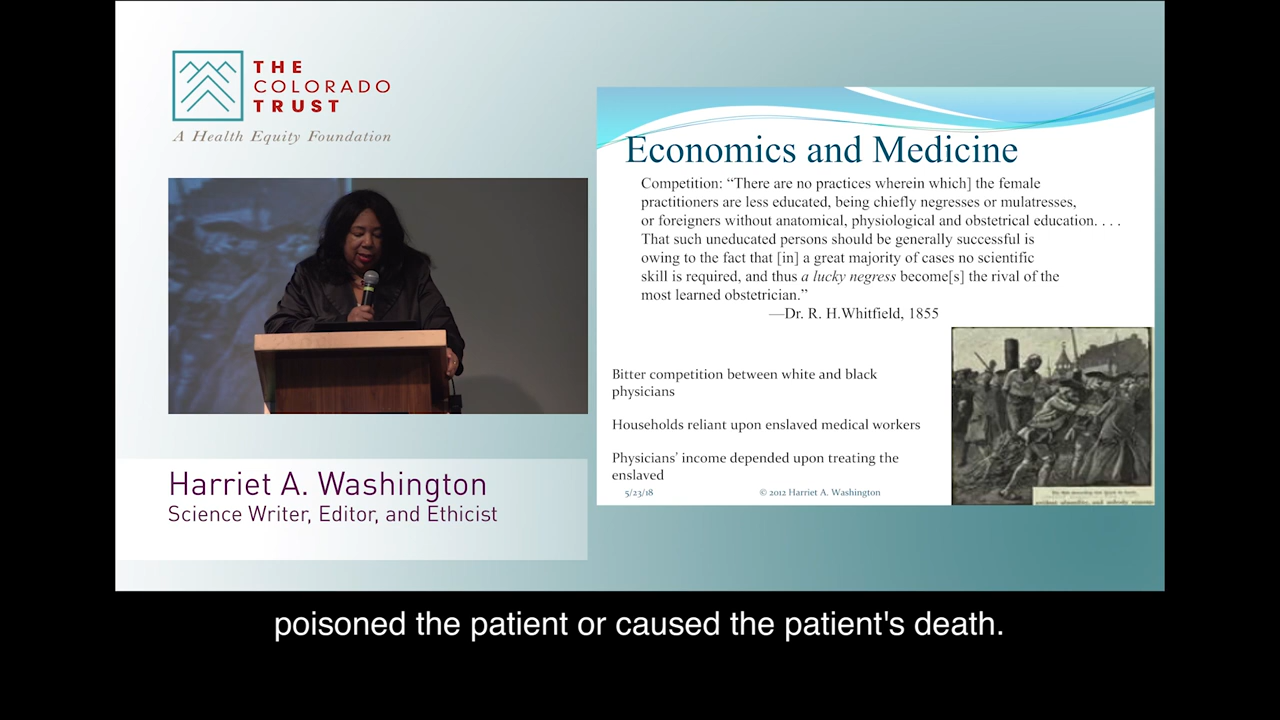 THE
COLORADO
TRUST
A Health Equity Foundation
Economics and Medicine
Competition: “There are no practices wherein which] the female
practitioners are less educated, being chiefly negresses or mulatresses,
or foreigners without anatomical, physiological and obstetrical education. . . .
That such uneducated persons should be generally successful is
owing to the fact that [in] a great majority of cases no scientific
skill is required, and thus a lucky negress become[s] the rival of the
most learned obstetrician.”
—Dr. R. H.Whitfield, 1855
Bitter competition between white and black
physicians
Households reliant upon enslaved medical workers
Physicians’ income depended upon treating the
enslaved
5/23/18
© 2012 Harriet A. Washington
Harriet A. Washington
Science Writer, Editor, and Ethicist
poisoned the patient or caused the patient's death.